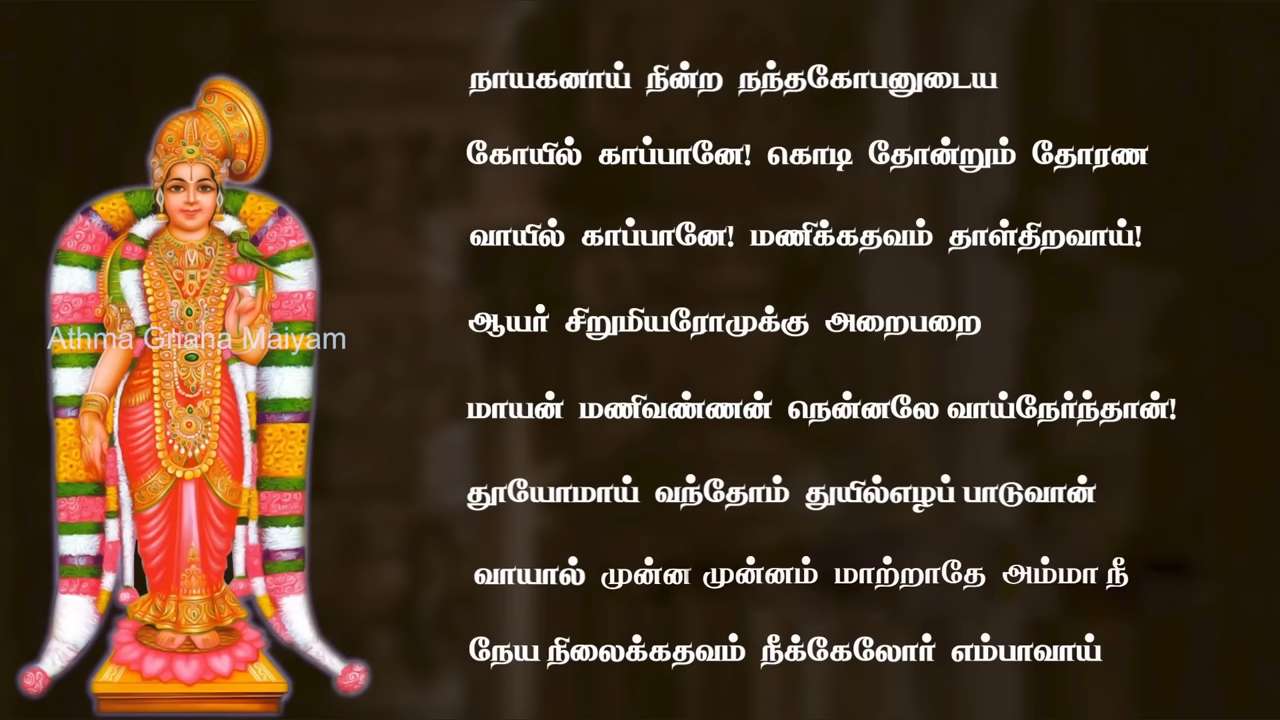 நாயகனாய் நின்ற நந்தகோபனுடைய
கோயில் காப்பானே! கொடி தோன்றும் தோரண
வாயில் காப்பானே! மணிக்கதவம் தாள்திறவாய்!
ஆயர் சிறுமியரோமுக்கு அறைபறை
Athma Gnana Maiyam
மாயன் மணிவண்ணன் நென்னலே வாய்நேர்ந்தான்!
தூயோமாய் வந்தோம் துயில்எழப் பாடுவான்
வாயால் முன்ன முன்னம் மாற்றாதே அம்மா நீ
நேய நிலைக்கதவம் நீக்கேலோர் எம்பாவாய்